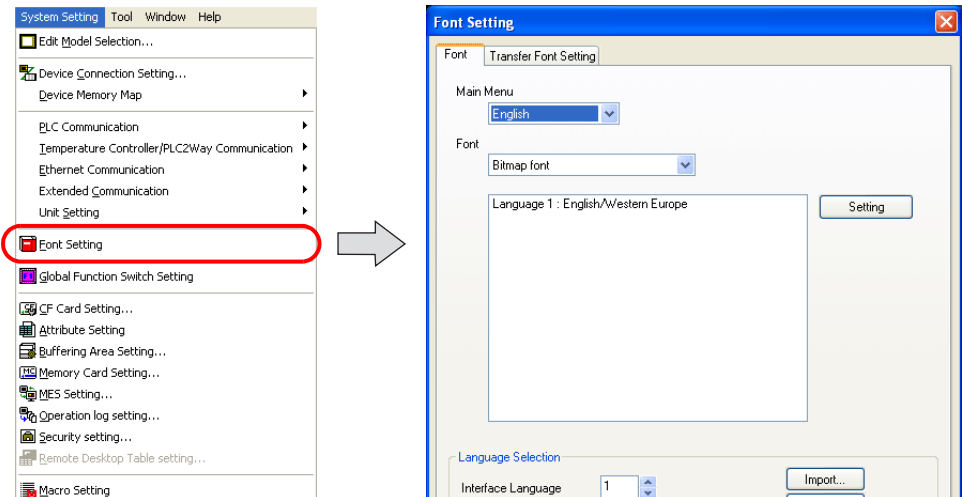 System Setting Tool Window Help
Edit Model Selection...
Device Connection Setting...
Device Memory Map
PLC Communication
Temperature Controller/PLC2Way Communication
Ethernet Communication
Extended Communication
Unit Setting
Font Setting
F1 Global Function Switch Setting
CF Card Setting...
Attribute Setting
Buffering Area Setting...
MC Memory Card Setting...
MES Setting...
Operation log setting...
Security setting...
Remote Desktop Table setting...
Macro Setting
Font Setting
Font Transfer Font Setting
Main Menu
English
Font
Bitmap font
Language 1 : English/Western Europe
Setting
Language Selection
Import...
Interface Language 1